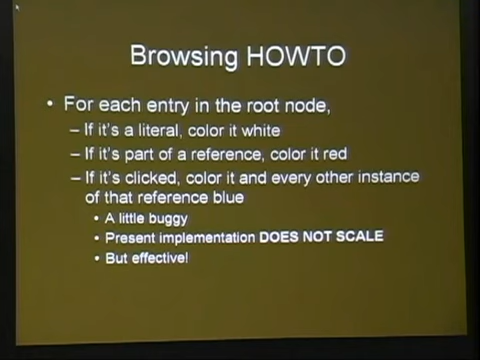 Browsing HOWTO
• For each entry in the root node,
– If it's a literal, color it white
– If it's part of a reference, color it red
– If it's clicked, color it and every other instance
of that reference blue
• A little buggy
• Present implementation DOES NOT SCALE
• But effective!